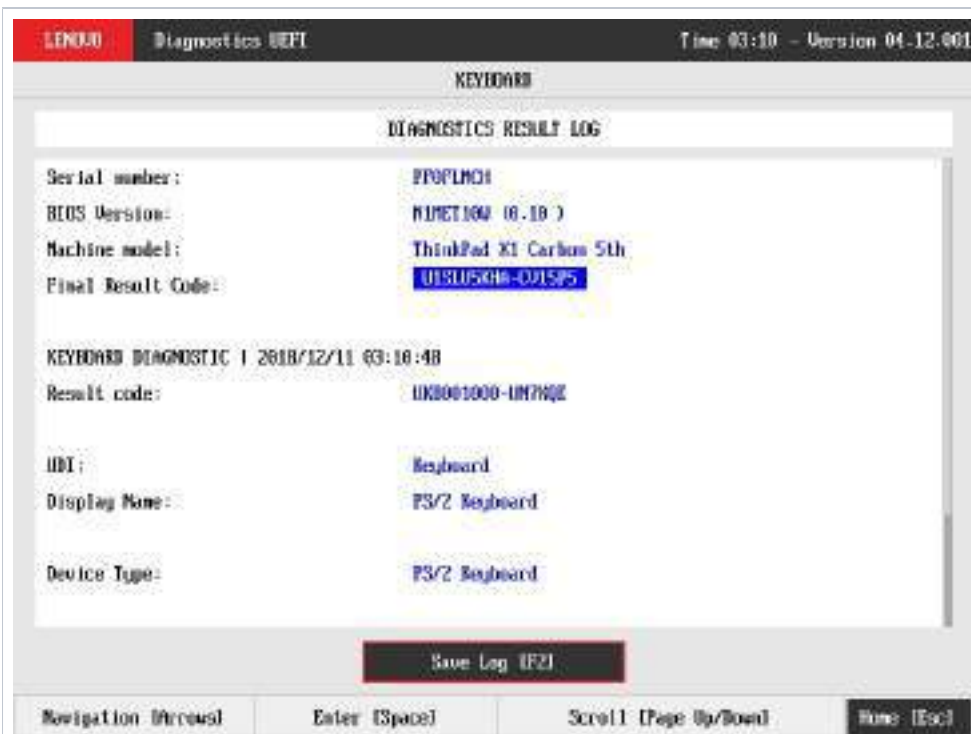 LENOVO Diagnostics UEFI Time 03:10 - Version 04.12.001
KEYBOARD
DIAGNOSTICS RESULT LOG
Serial number:
BIOS Version: N1MET10W (0.10 )
Machine model: ThinkPad X1 Carbon 5th
Final Result Code:
KEYBOARD DIAGNOSTIC | 2018/12/11 03:10:48
Result code:
UDI: Keyboard
Display Name: PS/2 Keyboard
Device Type: PS/2 Keyboard
Save Log [F2]
Navigation [Arrows] Enter [Space] Scroll [Page Up/Down] Home [Esc]